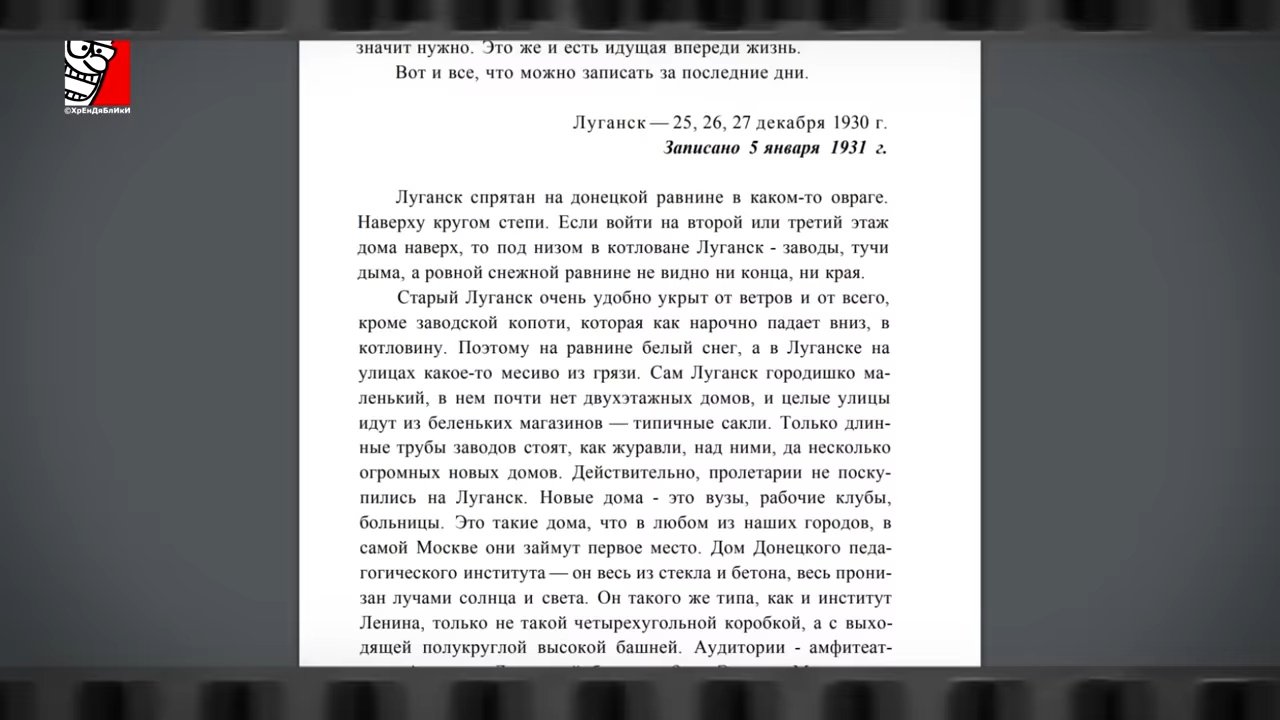 значит нужно. Это же и есть идущая впереди жизнь.
Вот и все, что можно записать за последние дни.
©ХрЕнДяБлИкИ
Луганск — 25, 26, 27 декабря 1930 г.
Записано 5 января 1931 г.
Луганск спрятан на донецкой равнине в каком-то овраге.
Наверху кругом степи. Если войти на второй или третий этаж
дома наверх, то под низом в котловане Луганск - заводы, тучи
дыма, а ровной снежной равнине не видно ни конца, ни края.
Старый Луганск очень удобно укрыт от ветров и от всего,
кроме заводской копоти, которая как нарочно падает вниз, в
котловину. Поэтому на равнине белый снег, а в Луганске на
улицах какое-то месиво из грязи. Сам Луганск городишко ма-
ленький, в нем почти нет двухэтажных домов, и целые улицы
идут из беленьких магазинов — типичные сакли. Только длин-
ные трубы заводов стоят, как журавли, над ними, да несколько
огромных новых домов. Действительно, пролетарии не поску-
пились на Луганск. Новые дома - это вузы, рабочие клубы,
больницы. Это такие дома, что в любом из наших городов, в
самой Москве они займут первое место. Дом Донецкого педа-
гогического института — он весь из стекла и бетона, весь прони-
зан лучами солнца и света. Он такого же типа, как и институт
Ленина, только не такой четырехугольной коробкой, а с выхо-
дящей полукруглой высокой башней. Аудитории - амфитеат-